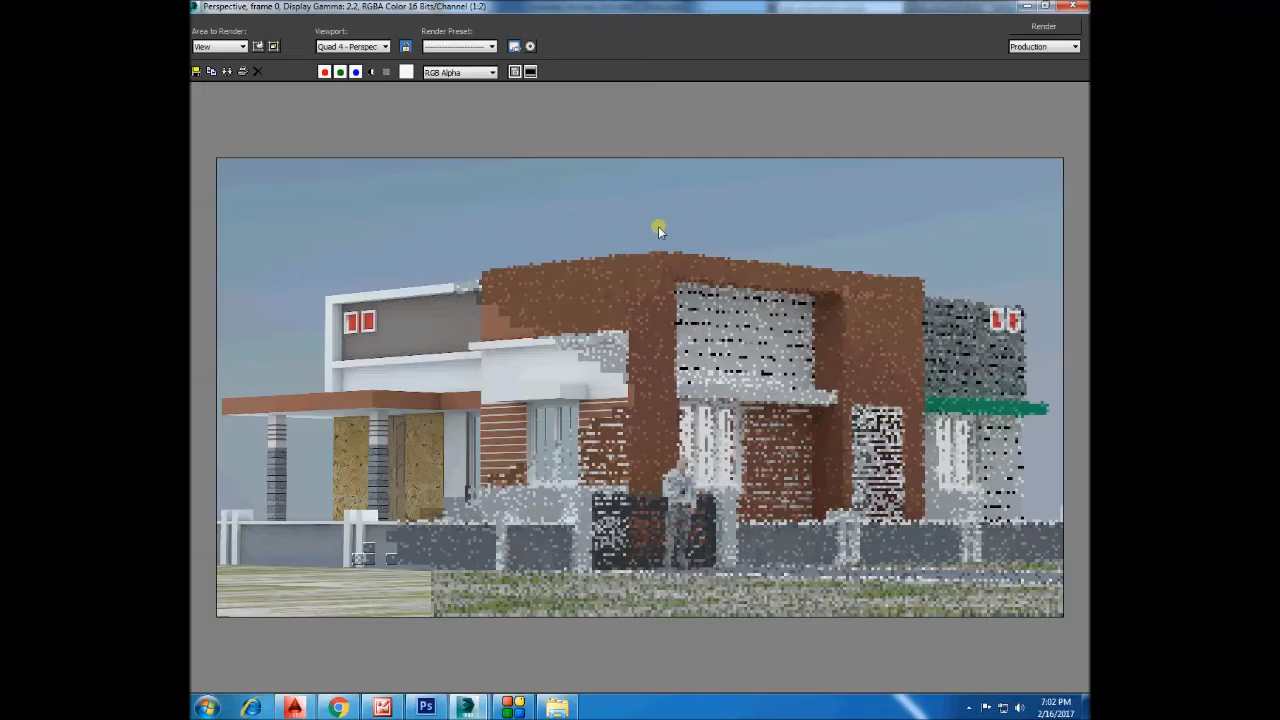 Perspective, frame 0, Display Gamma: 2.2, RGBA Color 16 Bits/Channel (1:2)
Area to Render:
Viewport:
Render Preset:
Render
View
Quad 4 - Perspec
Production
RGB Alpha
Ps
7:02 PM
2/16/2017